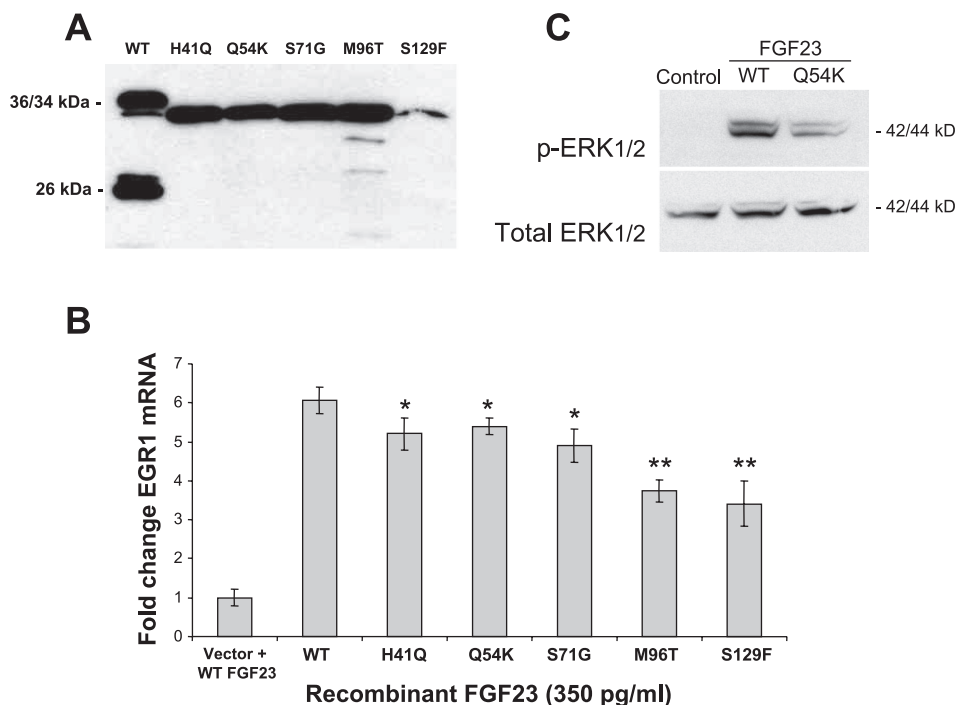 A
WT H41Q Q54K S71G M96T S129F
36/34 kDa -
26 kDa -
C
FGF23
Control WT Q54K
p-ERK1/2
- 42/44 kD
Total ERK1/2
- 42/44 kD
B
Fold change EGR1 mRNA
7
6
5
4
3
2
1
0
* * * ** **
Vector + WT FGF23
WT H41Q Q54K S71G M96T S129F
Recombinant FGF23 (350 pg/ml)